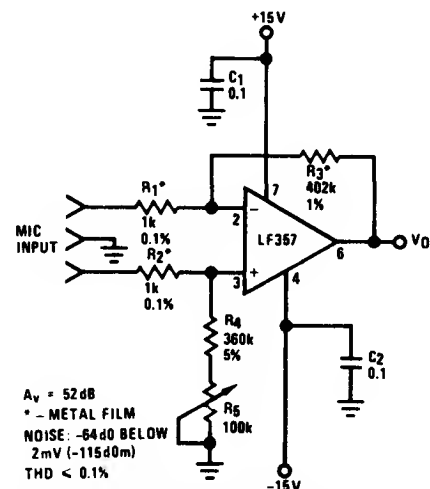 +15V
C1
0.1
R3*
402k
1%
7
R1*
1k
0.1%
2
−
LF357
6
VO
MIC
INPUT
R2*
1k
0.1%
3
+
4
R4
360k
5%
C2
0.1
R5
100k
AV = 52dB
* – METAL FILM
NOISE: -64d0 BELOW
2mV (-115d0m)
THD < 0.1%
-15V